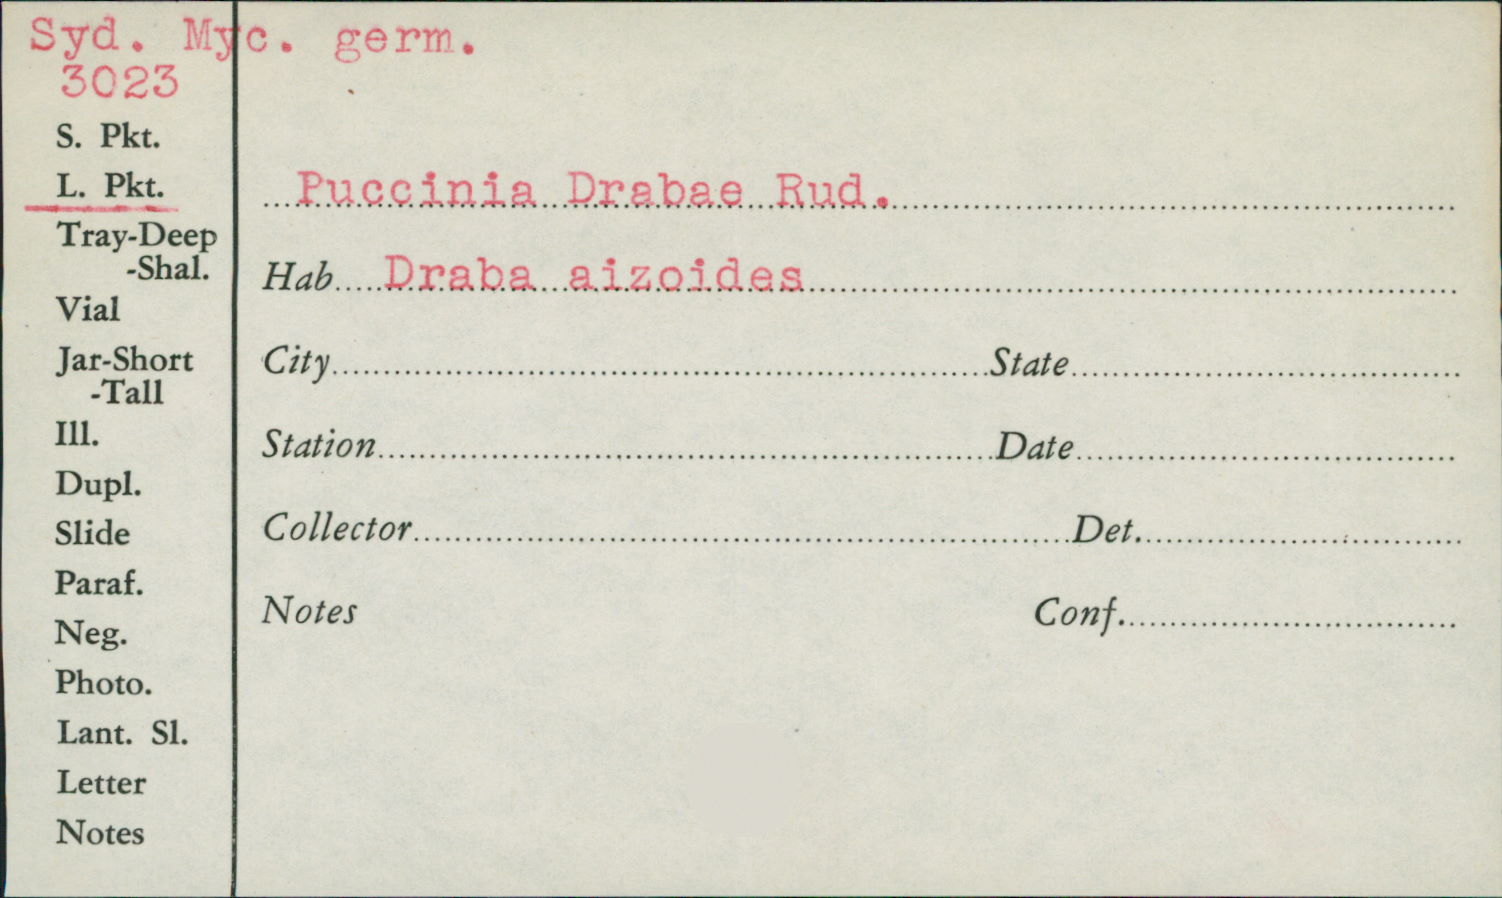 Syd. Myc. germ.
3023
S. Pkt.
L. Pkt.
Tray-Deep
-Shal.
Vial
Jar-Short
-Tall
Ill.
Dupl.
Slide
Paraf.
Neg.
Photo.
Lant. Sl.
Letter
Notes
Puccinia Drabae Rud.
Hab. Draba aizoides
City State
Station Date
Collector Det.
Notes Conf.